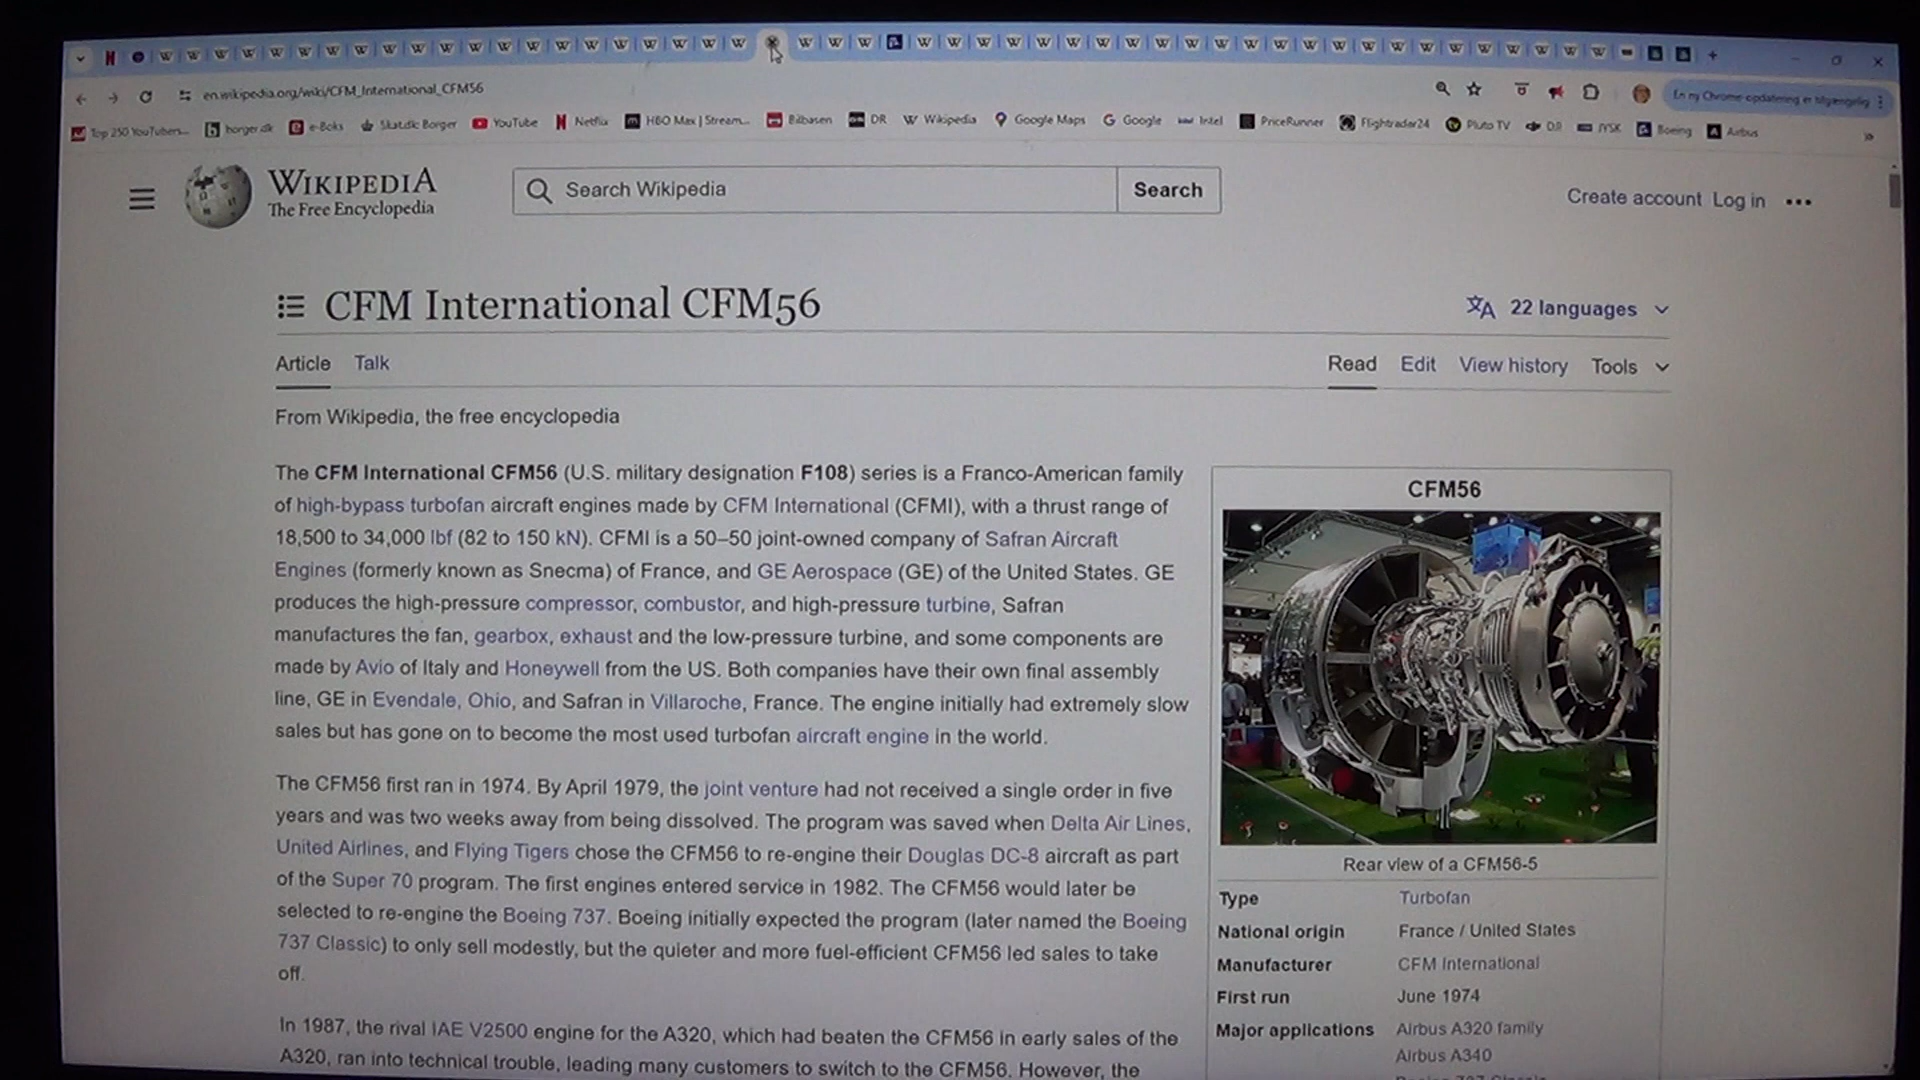 en.wikipedia.org/wiki/CFM_International_CFM56
En ny Chrome-opdatering er tilgængelig
Top 250 YouTubers... borger.dk e-Boks Skat.dk: Borger YouTube Netflix HBO Max | Stream... Bilbasen DR Wikipedia Google Maps Google Intel PriceRunner Flightradar24 Pluto TV JYSK Boeing Airbus
WIKIPEDIA
The Free Encyclopedia
Search Wikipedia
Search
Create account Log in
CFM International CFM56
22 languages
Article Talk
Read Edit View history Tools
From Wikipedia, the free encyclopedia
The CFM International CFM56 (U.S. military designation F108) series is a Franco-American family
of high-bypass turbofan aircraft engines made by CFM International (CFMI), with a thrust range of
18,500 to 34,000 lbf (82 to 150 kN). CFMI is a 50–50 joint-owned company of Safran Aircraft
Engines (formerly known as Snecma) of France, and GE Aerospace (GE) of the United States. GE
produces the high-pressure compressor, combustor, and high-pressure turbine, Safran
manufactures the fan, gearbox, exhaust and the low-pressure turbine, and some components are
made by Avio of Italy and Honeywell from the US. Both companies have their own final assembly
line, GE in Evendale, Ohio, and Safran in Villaroche, France. The engine initially had extremely slow
sales but has gone on to become the most used turbofan aircraft engine in the world.
The CFM56 first ran in 1974. By April 1979, the joint venture had not received a single order in five
years and was two weeks away from being dissolved. The program was saved when Delta Air Lines,
United Airlines, and Flying Tigers chose the CFM56 to re-engine their Douglas DC-8 aircraft as part
of the Super 70 program. The first engines entered service in 1982. The CFM56 would later be
selected to re-engine the Boeing 737. Boeing initially expected the program (later named the Boeing
737 Classic) to only sell modestly, but the quieter and more fuel-efficient CFM56 led sales to take
off.
In 1987, the rival IAE V2500 engine for the A320, which had beaten the CFM56 in early sales of the
A320, ran into technical trouble, leading many customers to switch to the CFM56. However, the
CFM56
Rear view of a CFM56-5
Type Turbofan
National origin France / United States
Manufacturer CFM International
First run June 1974
Major applications Airbus A320 family
Airbus A340